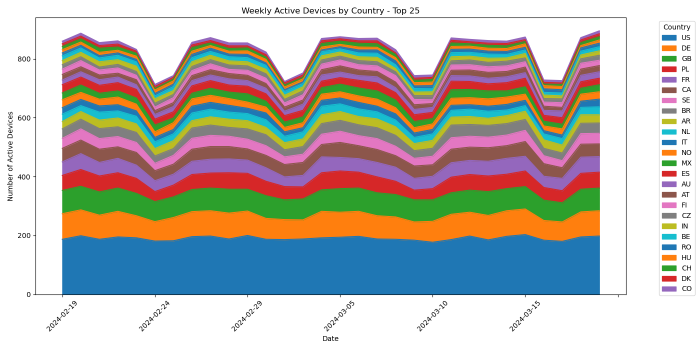 Weekly Active Devices by Country - Top 25
Number of Active Devices
800
600
400
200
0
2024-02-19
2024-02-24
2024-02-29
2024-03-05
2024-03-10
2024-03-15
Date
Country
US
DE
GB
PL
FR
CA
SE
BR
AR
NL
IT
NO
MX
ES
AU
AT
FI
CZ
IN
BE
RO
HU
CH
DK
CO